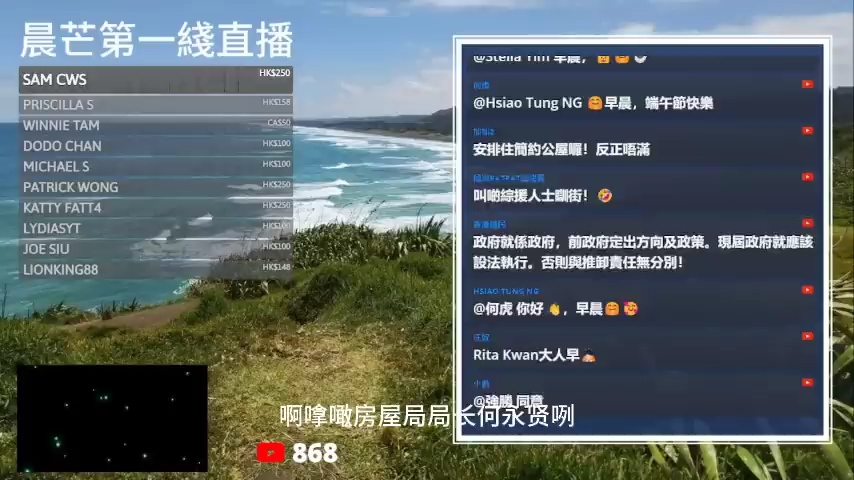 晨芒第一綫直播
SAM CWS HK$250
PRISCILLA S HK$158
WINNIE TAM CA$50
DODO CHAN HK$100
MICHAEL S HK$100
PATRICK WONG HK$250
KATTY FATT4 HK$250
LYDIASYT
JOE SIU HK$100
LIONKING88 HK$148
@Stella Yim 早晨，
@Hsiao Tung NG 🤗早晨，端午節快樂
安排住簡約公屋囉！反正唔滿
叫啲綜援人士瞓街！🤣
政府就係政府，前政府定出方向及政策。現屆政府就應該
設法執行。否則與推卸責任無分別！
HSIAO TUNG NG
@何虎 你好 👏，早晨🤗 🥰
Rita Kwan大人早🙇🏻
@強勝 同意
啊嗱噉房屋局局长何永贤咧
868